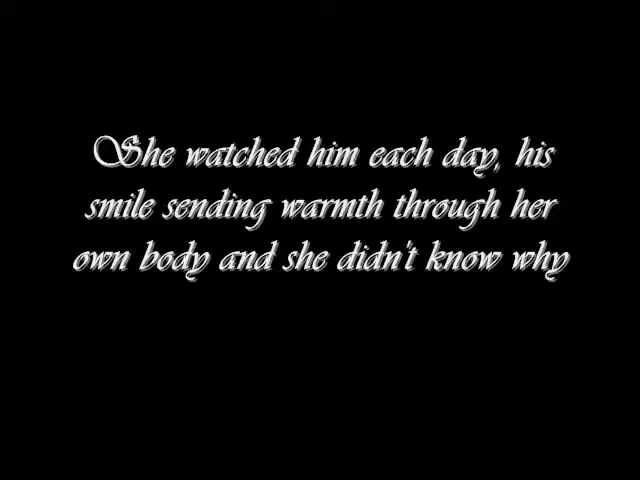 She watched him each day, his
smile sending warmth through her
own body and she didn't know why